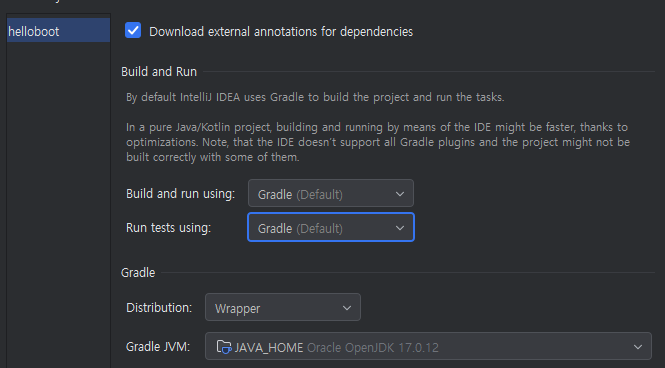 helloboot
Download external annotations for dependencies
Build and Run
By default IntelliJ IDEA uses Gradle to build the project and run the tasks.
In a pure Java/Kotlin project, building and running by means of the IDE might be faster, thanks to
optimizations. Note, that the IDE doesn't support all Gradle plugins and the project might not be
built correctly with some of them.
Build and run using: Gradle (Default)
Run tests using: Gradle (Default)
Gradle
Distribution: Wrapper
Gradle JVM: JAVA_HOME Oracle OpenJDK 17.0.12